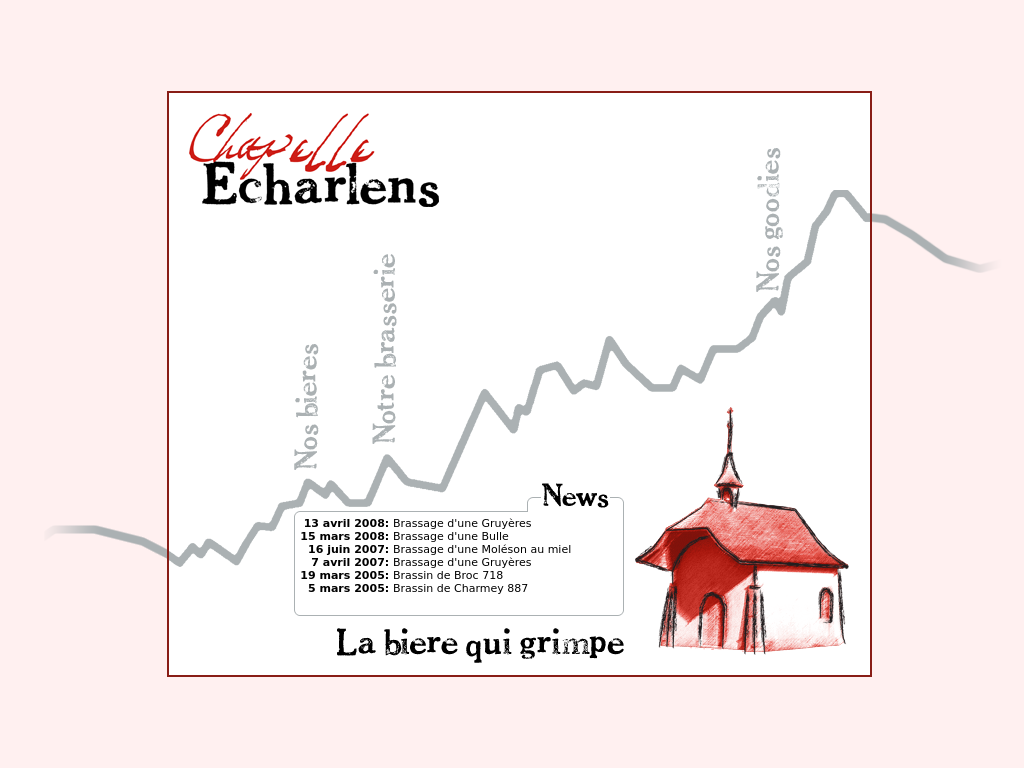 Chapelle
Echarlens
Nos goodies
Notre brasserie
Nos bieres
News
13 avril 2008: Brassage d'une Gruyères
15 mars 2008: Brassage d'une Bulle
16 juin 2007: Brassage d'une Moléson au miel
7 avril 2007: Brassage d'une Gruyères
19 mars 2005: Brassin de Broc 718
5 mars 2005: Brassin de Charmey 887
La biere qui grimpe